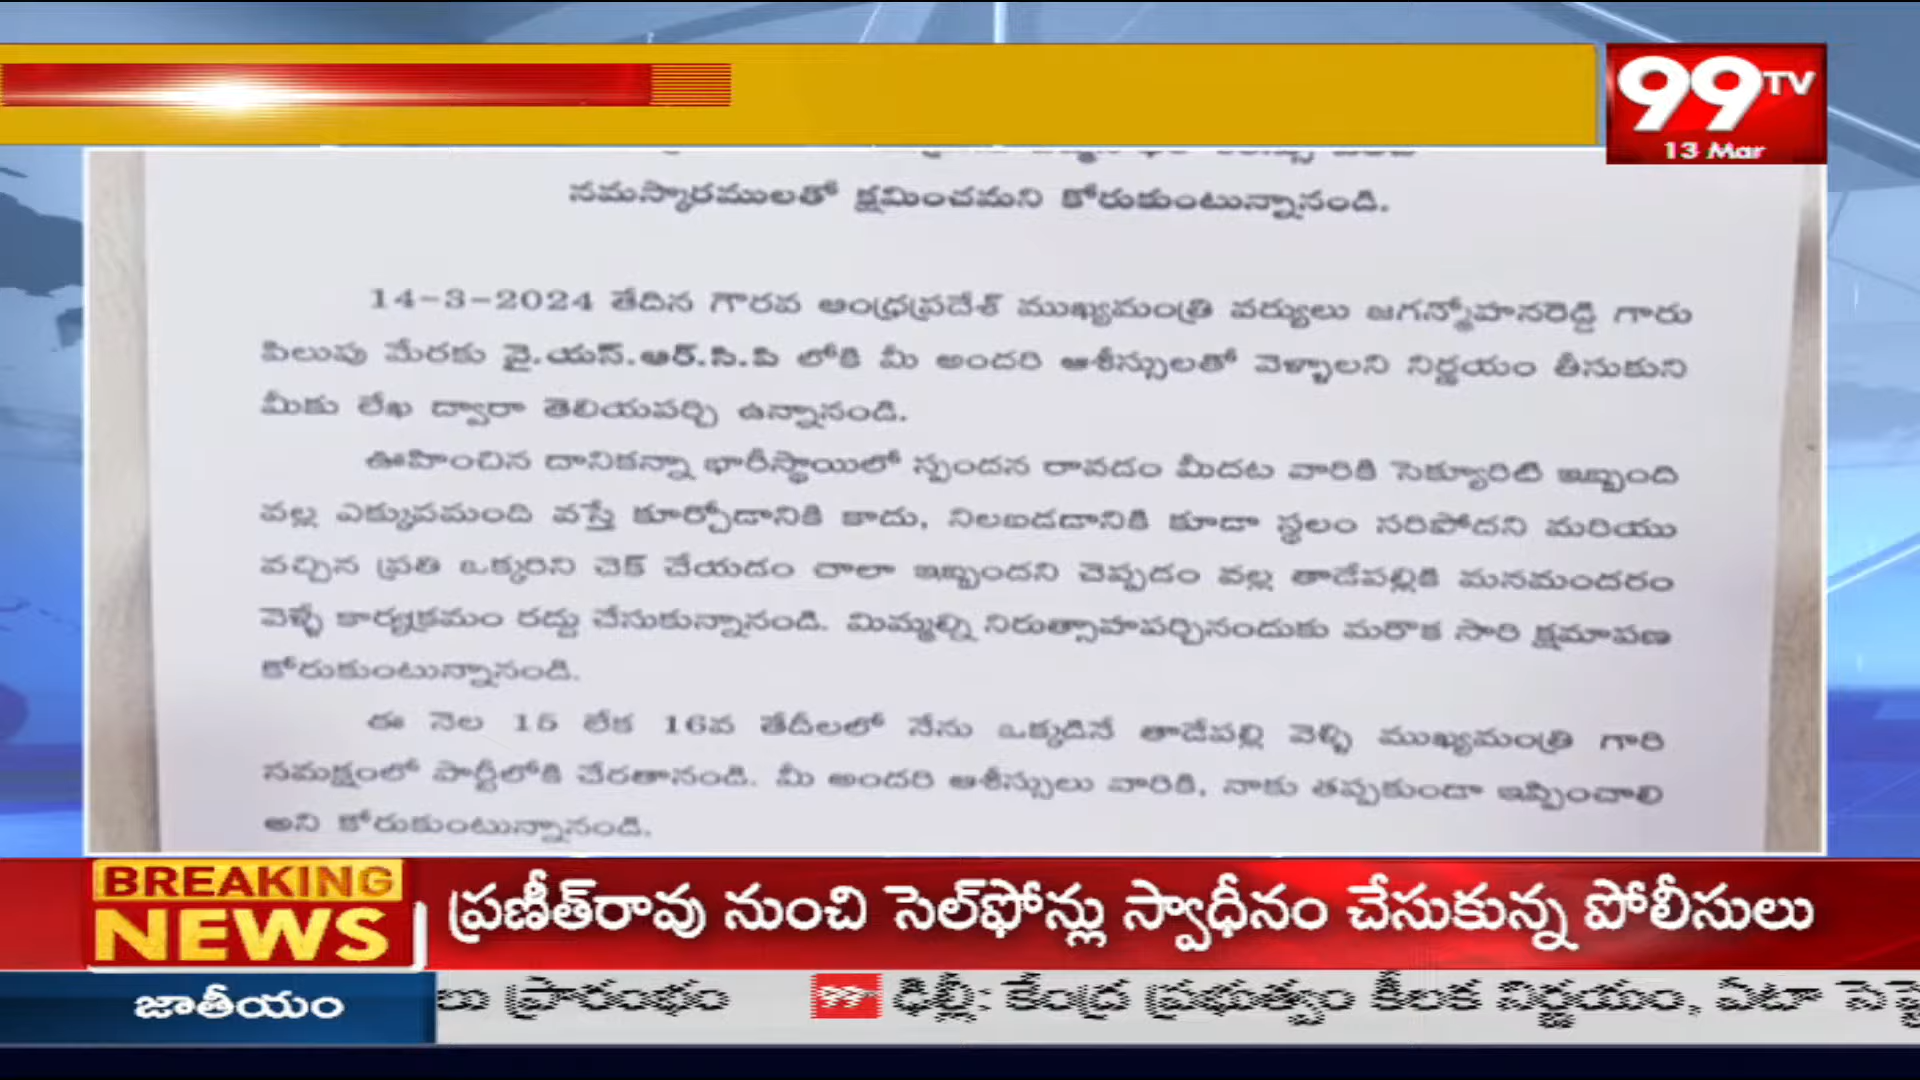 99TV
13 Mar
నమస్కారములతో క్షమించమని కోరుకుంటున్నానండి.
14-3-2024 తేదిన గౌరవ ఆంధ్రప్రదేశ్ ముఖ్యమంత్రి వర్యులు జగన్మోహనరెడ్డి గారు
పిలుపు మేరకు వై.యస్.ఆర్.సి.పి లోకి మీ అందరి ఆశీస్సులతో వెళ్ళాలని నిర్ణయం తీసుకుని
మీకు లేఖ ద్వారా తెలియపర్చి ఉన్నానండి.
ఊహించిన దానికన్నా భారీస్థాయిలో స్పందన రావడం మీదట వారికి సెక్యూరిటి ఇబ్బంది
వల్ల ఎక్కువమంది వస్తే కూర్చోడానికి కాదు, నిలబడడానికి కూడా స్థలం సరిపోదని మరియు
వచ్చిన ప్రతి ఒక్కరిని చెక్ చేయడం చాలా ఇబ్బందని చెప్పడం వల్ల తాడేపల్లికి మనమందరం
వెళ్ళే కార్యక్రమం రద్దు చేసుకున్నానండి. మిమ్మల్ని నిరుత్సాహపర్చినందుకు మరొక సారి క్షమాపణ
కోరుకుంటున్నానండి.
ఈ నెల 15 లేక 16వ తేదీలలో నేను ఒక్కడినే తాడేపల్లి వెళ్ళి ముఖ్యమంత్రి గారి
సమక్షంలో పార్టీలోకి చేరతానండి. మీ అందరి ఆశీస్సులు వారికి, నాకు తప్పకుండా ఇప్పించాలి
అని కోరుకుంటున్నానండి.
BREAKING
NEWS
ప్రణీత్‌రావు నుంచి సెల్‌ఫోన్లు స్వాధీనం చేసుకున్న పోలీసులు
జాతీయం
లు ప్రారంభం 99 ఢిల్లీ: కేంద్ర ప్రభుత్వం కీలక నిర్ణయం, ఏటా